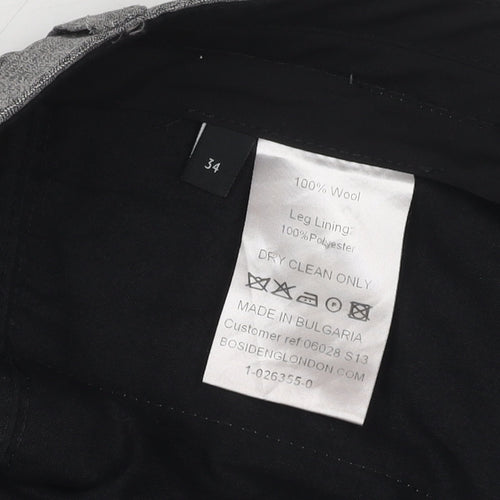 34
100% Wool
Leg Lining:
100%Polyester
DRY CLEAN ONLY
MADE IN BULGARIA
Customer ref 06028 S13
BOSIDENGLONDON.COM
1-026355-0